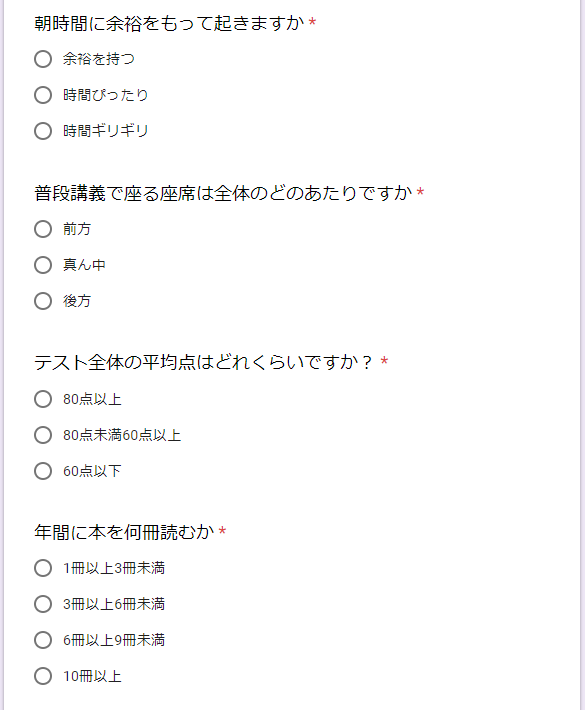 朝時間に余裕をもって起きますか *
余裕を持つ
時間ぴったり
時間ギリギリ
普段講義で座る座席は全体のどのあたりですか *
前方
真ん中
後方
テスト全体の平均点はどれくらいですか？ *
80点以上
80点未満60点以上
60点以下
年間に本を何冊読むか *
1冊以上3冊未満
3冊以上6冊未満
6冊以上9冊未満
10冊以上